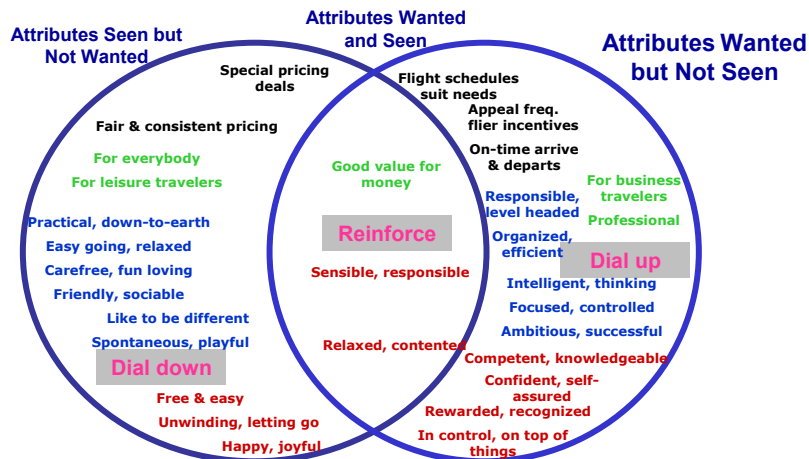 Attributes Seen but
Not Wanted
Attributes Wanted
and Seen
Attributes Wanted
but Not Seen
Special pricing
deals
Fair & consistent pricing
For everybody
For leisure travelers
Practical, down-to-earth
Easy going, relaxed
Carefree, fun loving
Friendly, sociable
Like to be different
Spontaneous, playful
Dial down
Free & easy
Unwinding, letting go
Happy, joyful
Good value for
money
Reinforce
Sensible, responsible
Relaxed, contented
Flight schedules
suit needs
Appeal freq.
flier incentives
On-time arrive
& departs
Responsible,
level headed
Organized,
efficient
For business
travelers
Professional
Dial up
Intelligent, thinking
Focused, controlled
Ambitious, successful
Competent, knowledgeable
Confident, self-
assured
Rewarded, recognized
In control, on top of
things